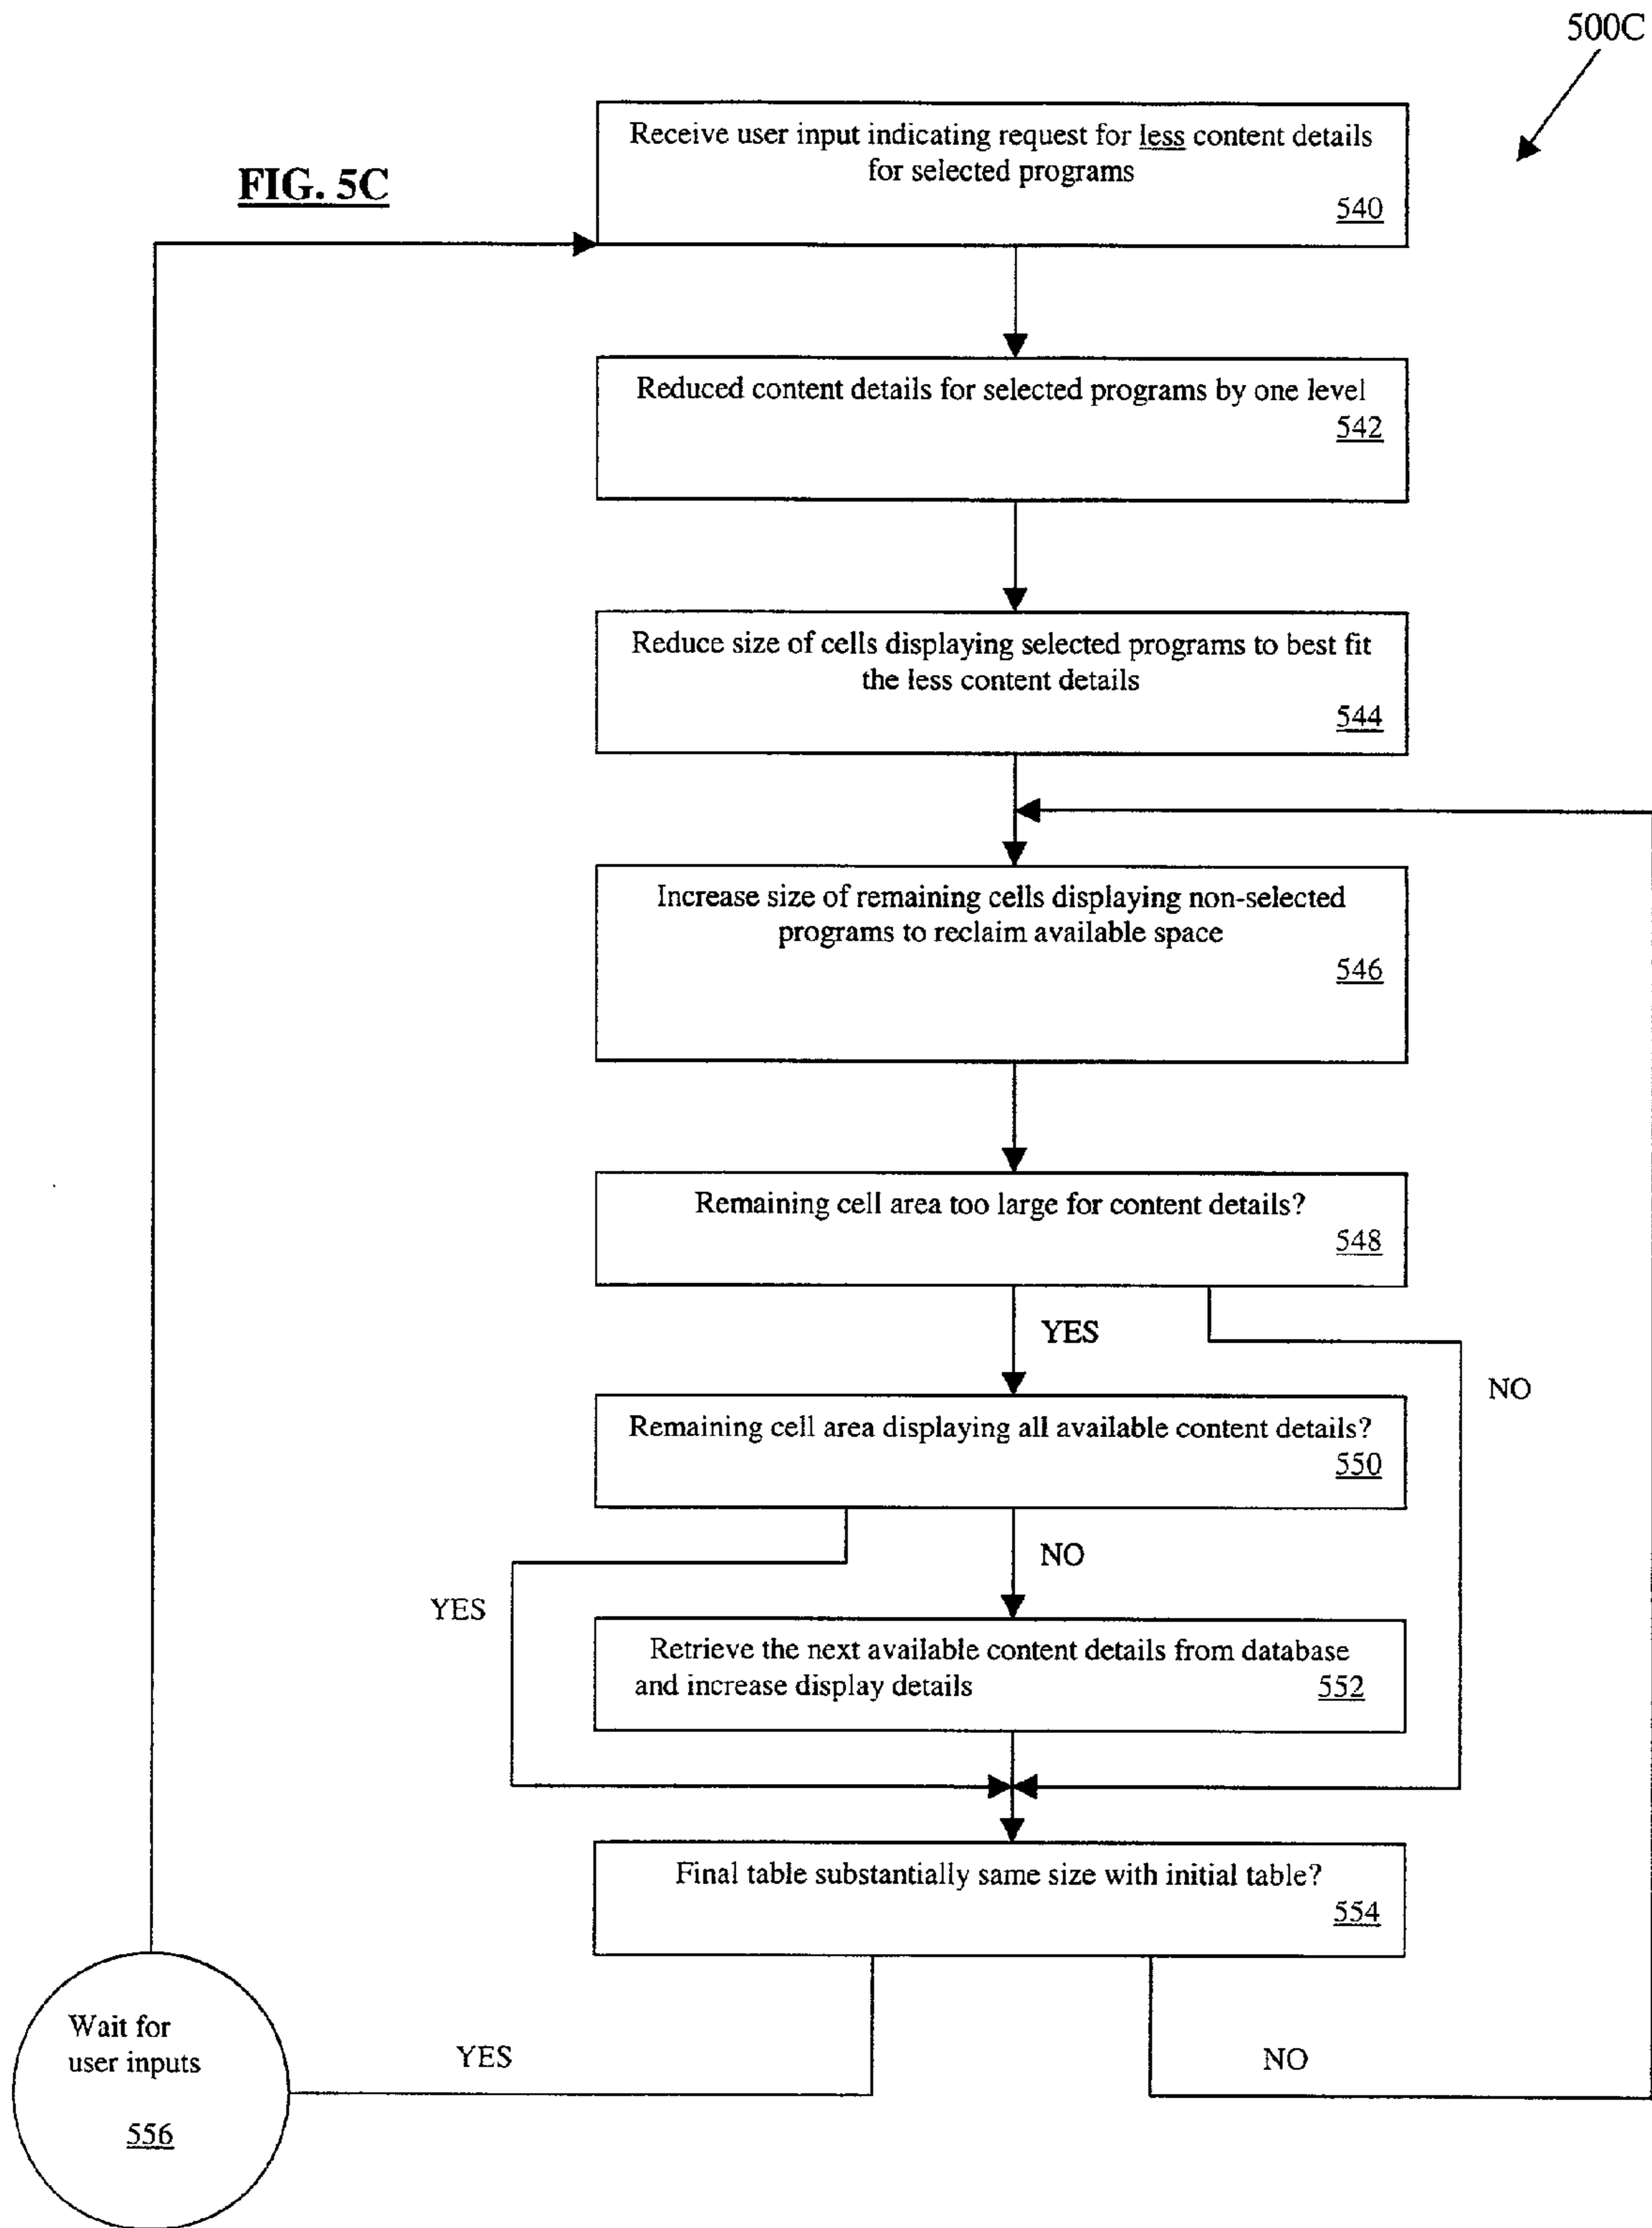 500C
FIG. 5C
Receive user input indicating request for less content details
for selected programs
540
Reduced content details for selected programs by one level
542
Reduce size of cells displaying selected programs to best fit
the less content details
544
Increase size of remaining cells displaying non-selected
programs to reclaim available space
546
Remaining cell area too large for content details?
548
YES
NO
Remaining cell area displaying all available content details?
550
NO
YES
Retrieve the next available content details from database
and increase display details 552
Final table substantially same size with initial table?
554
Wait for
user inputs
556
YES
NO